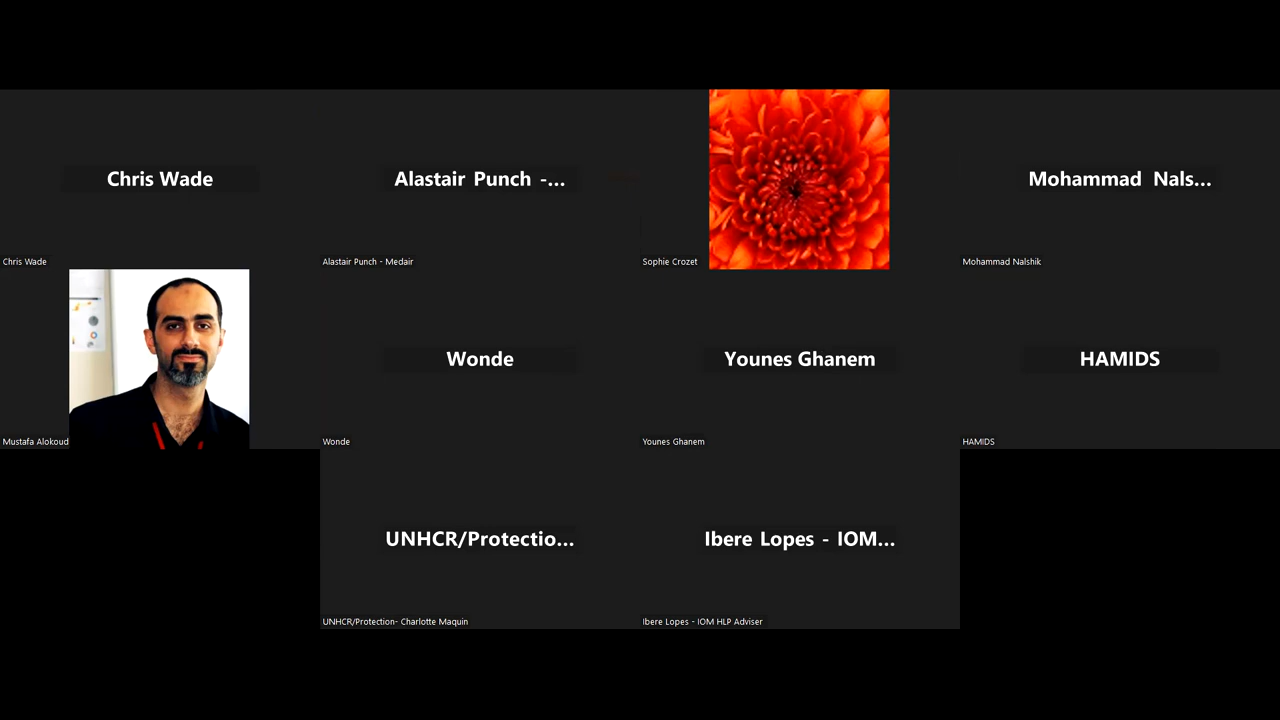 Chris Wade
Alastair Punch -...
Mohammad Nals...
Chris Wade
Alastair Punch - Medair
Sophie Crozet
Mohammad Nalshik
Wonde
Younes Ghanem
HAMIDS
Mustafa Alokoud
Wonde
Younes Ghanem
HAMIDS
UNHCR/Protectio...
Ibere Lopes - IOM...
UNHCR/Protection- Charlotte Maquin
Ibere Lopes - IOM HLP Adviser